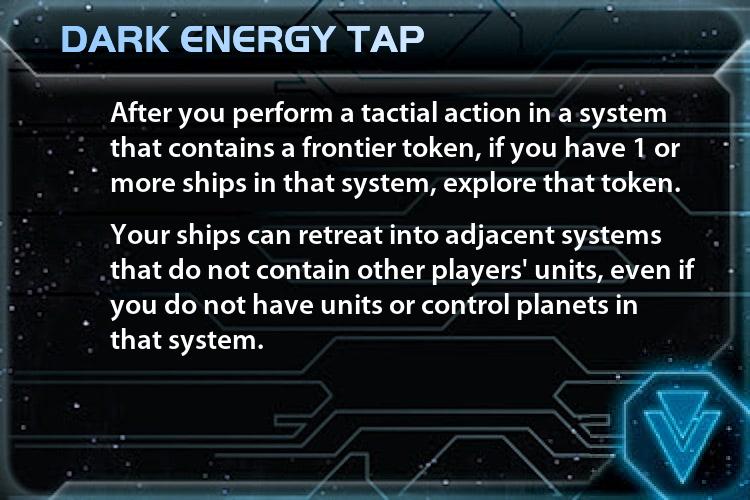 DARK ENERGY TAP
After you perform a tactial action in a system
that contains a frontier token, if you have 1 or
more ships in that system, explore that token.
Your ships can retreat into adjacent systems
that do not contain other players' units, even if
you do not have units or control planets in
that system.